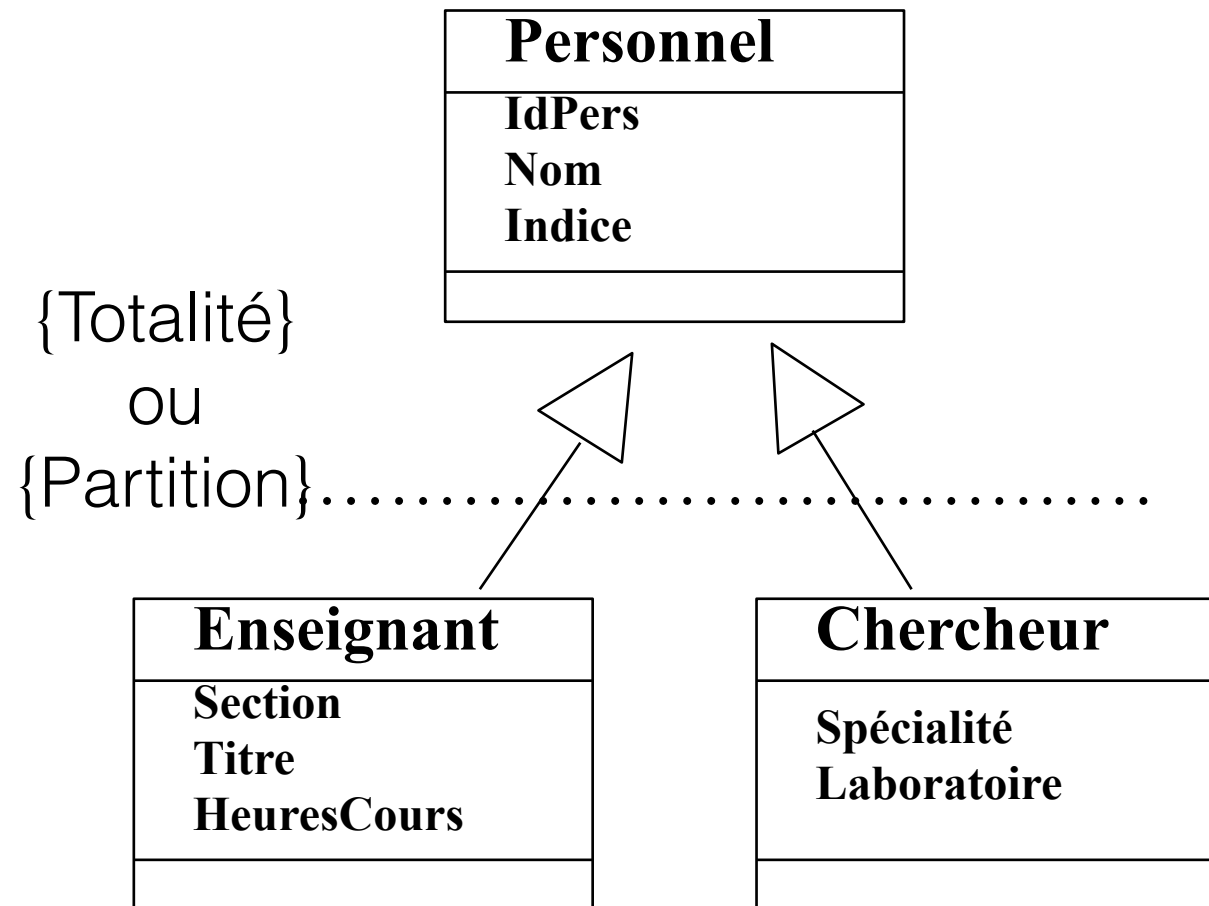 Personnel
IdPers
Nom
Indice
{Totalité}
ou
{Partition}
Enseignant
Section
Titre
HeuresCours
Chercheur
Spécialité
Laboratoire